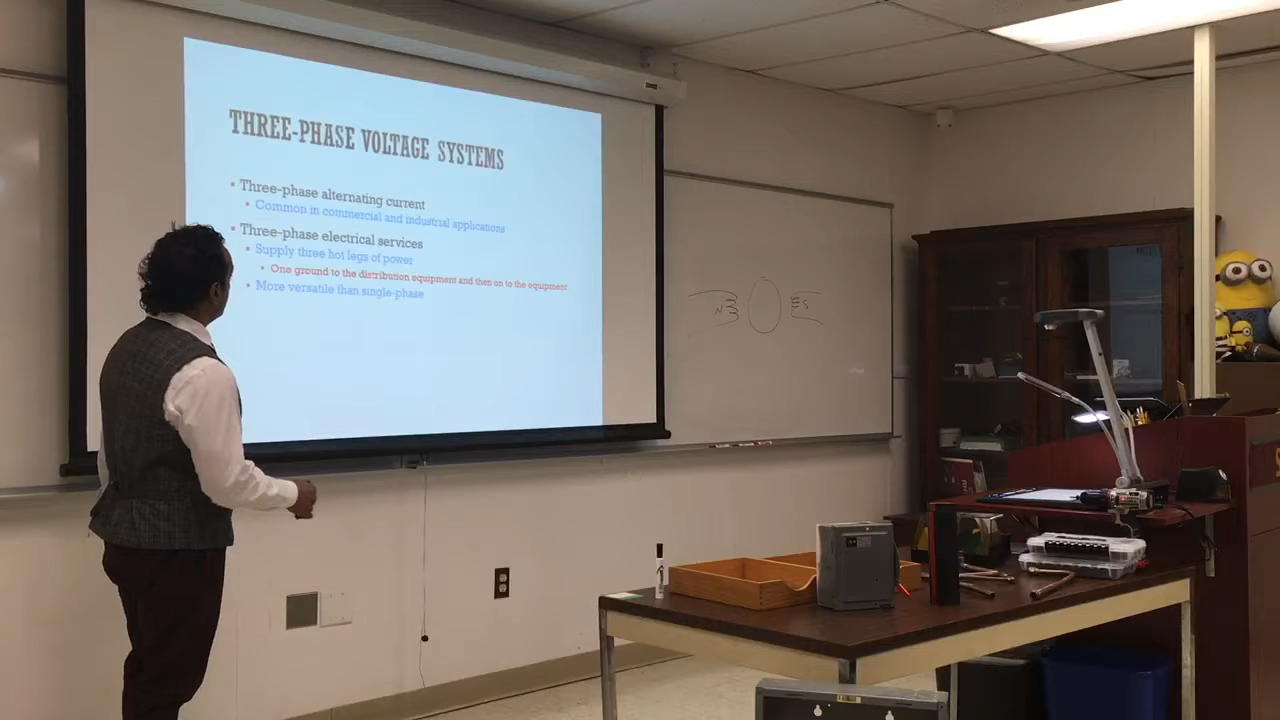 THREE-PHASE VOLTAGE SYSTEMS
Three-phase alternating current
Common in commercial and industrial applications
Three-phase electrical services
Supply three hot legs of power
One ground to the distribution equipment and then on to the equipment
More versatile than single-phase
N
S